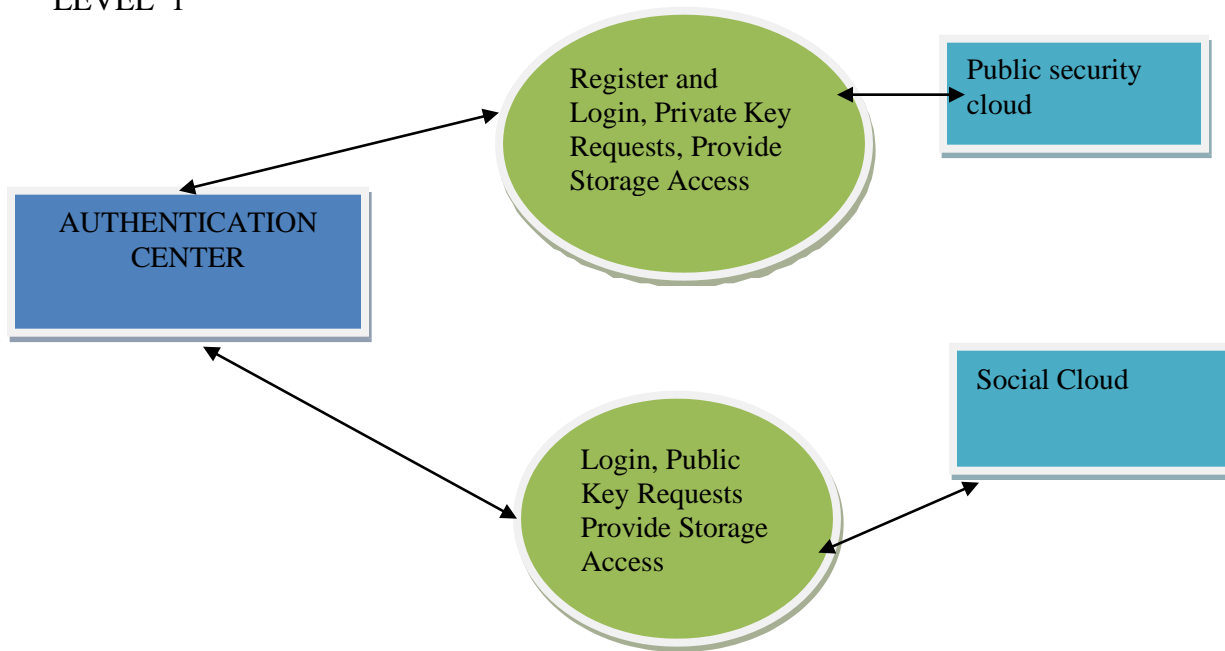 LEVEL 1
Register and
Login, Private Key
Requests, Provide
Storage Access
Public security
cloud
AUTHENTICATION
CENTER
Social Cloud
Login, Public
Key Requests
Provide Storage
Access